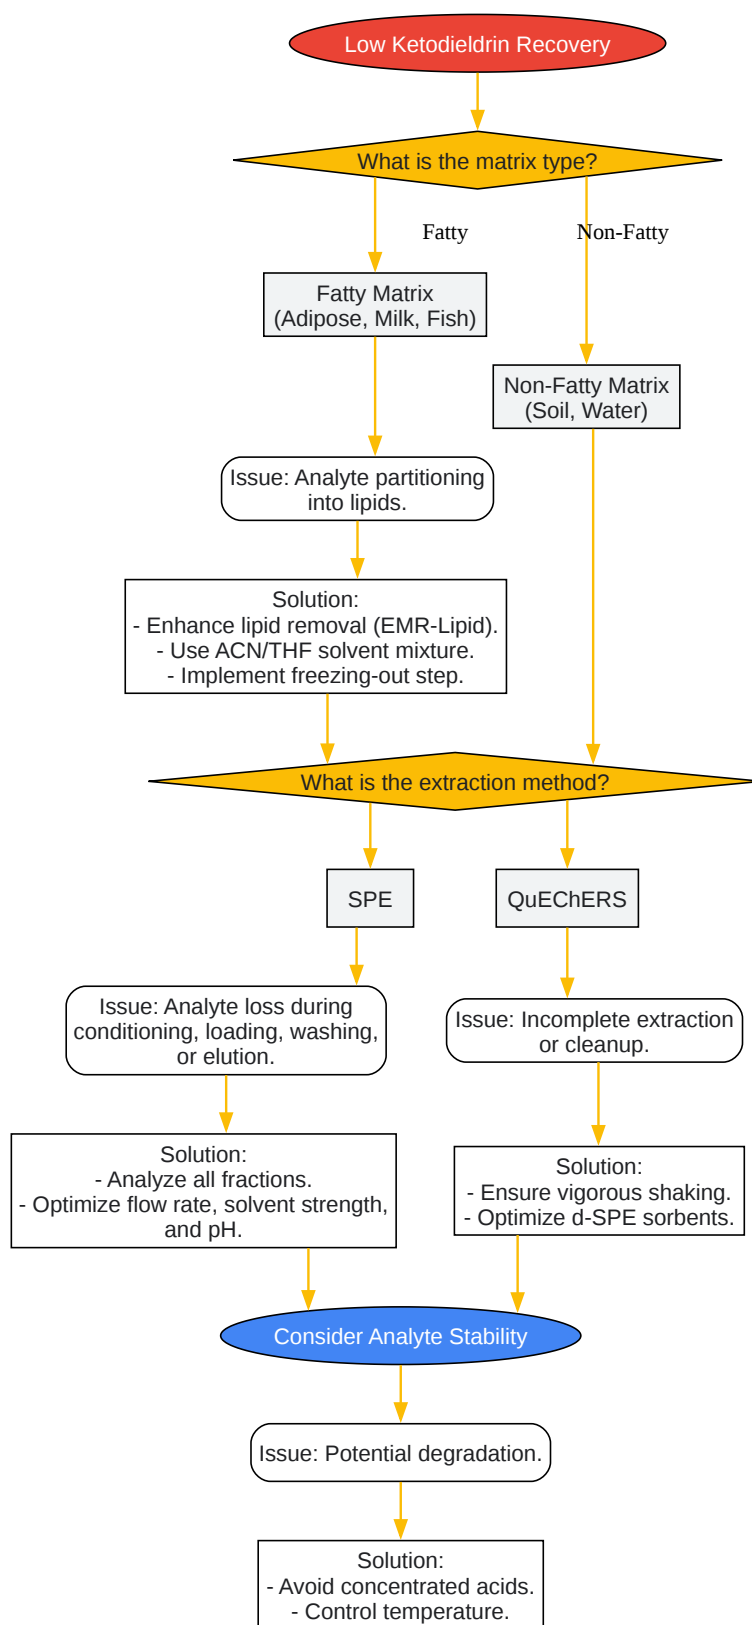 Low Ketodieldrin Recovery
What is the matrix type?
Fatty
Non-Fatty
Fatty Matrix
(Adipose, Milk, Fish)
Non-Fatty Matrix
(Soil, Water)
Issue: Analyte partitioning
into lipids.
Solution:
- Enhance lipid removal (EMR-Lipid).
- Use ACN/THF solvent mixture.
- Implement freezing-out step.
What is the extraction method?
SPE
QuEChERS
Issue: Analyte loss during
conditioning, loading, washing,
or elution.
Issue: Incomplete extraction
or cleanup.
Solution:
- Analyze all fractions.
- Optimize flow rate, solvent strength,
and pH.
Solution:
- Ensure vigorous shaking.
- Optimize d-SPE sorbents.
Consider Analyte Stability
Issue: Potential degradation.
Solution:
- Avoid concentrated acids.
- Control temperature.